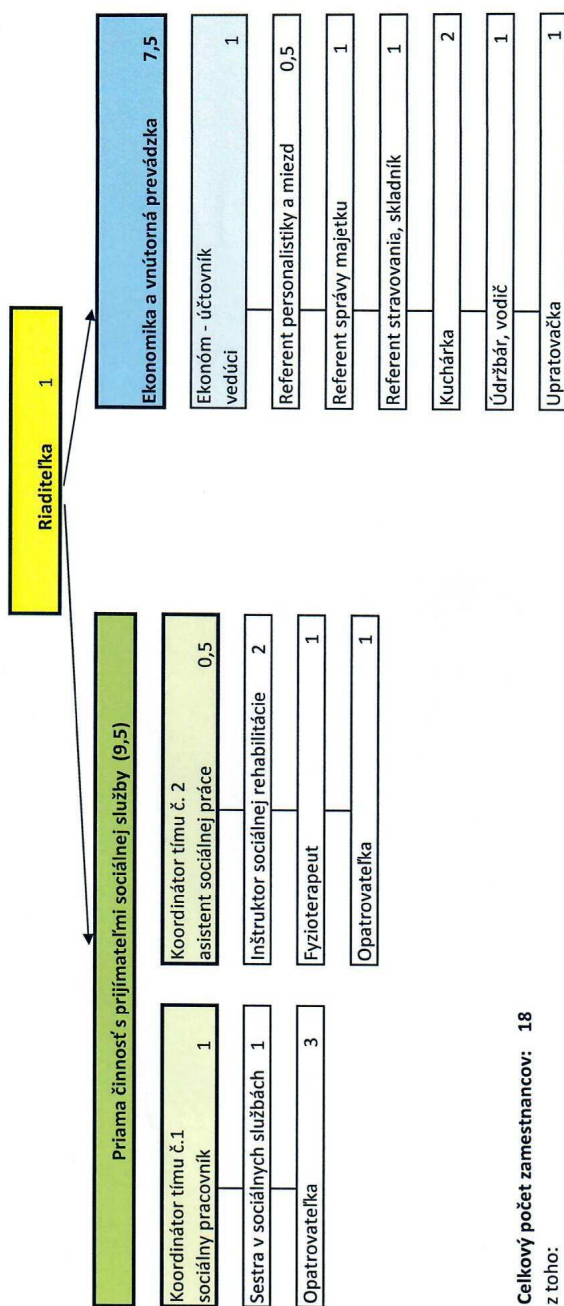 Riaditeľka 1
Priama činnosť s prijímateľmi sociálnej služby (9,5)
Koordinátor tímu č.1
sociálny pracovník 1
Sestra v sociálnych službách 1
Opatrovateľka 3
Koordinátor tímu č. 2
asistent sociálnej práce 0,5
Inštruktor sociálnej rehabilitácie 2
Fyzioterapeut 1
Opatrovateľka 1
Ekonomika a vnútorná prevádzka 7,5
Ekonóm - účtovník
vedúci 1
Referent personalistiky a miezd 0,5
Referent správy majetku 1
Referent stravovania, skladník 1
Kuchárka 2
Údržbár, vodič 1
Upratovačka 1
Celkový počet zamestnancov: 18
z toho: